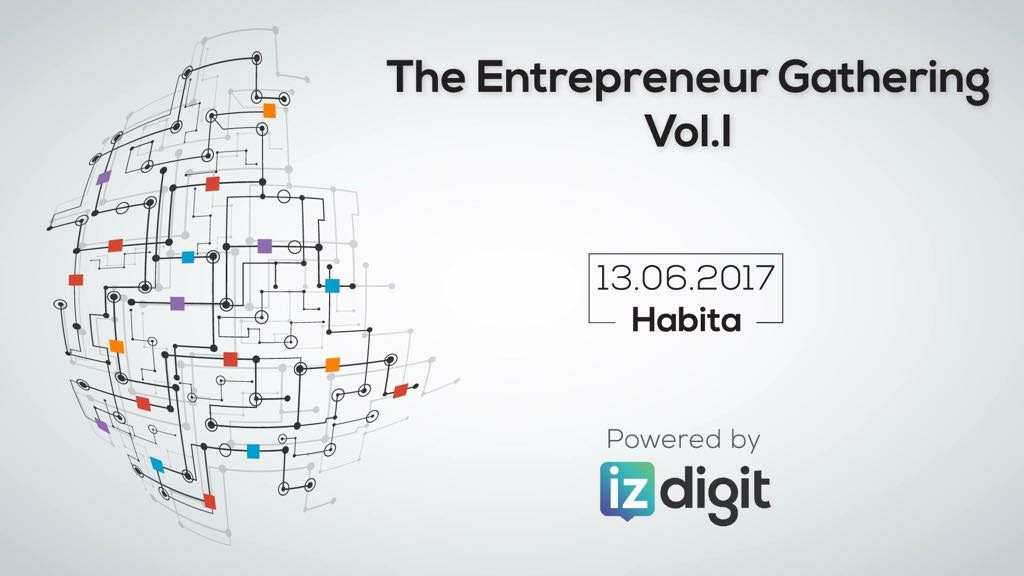 The Entrepreneur Gathering
Vol.I
13.06.2017
Habita
Powered by
izdigit